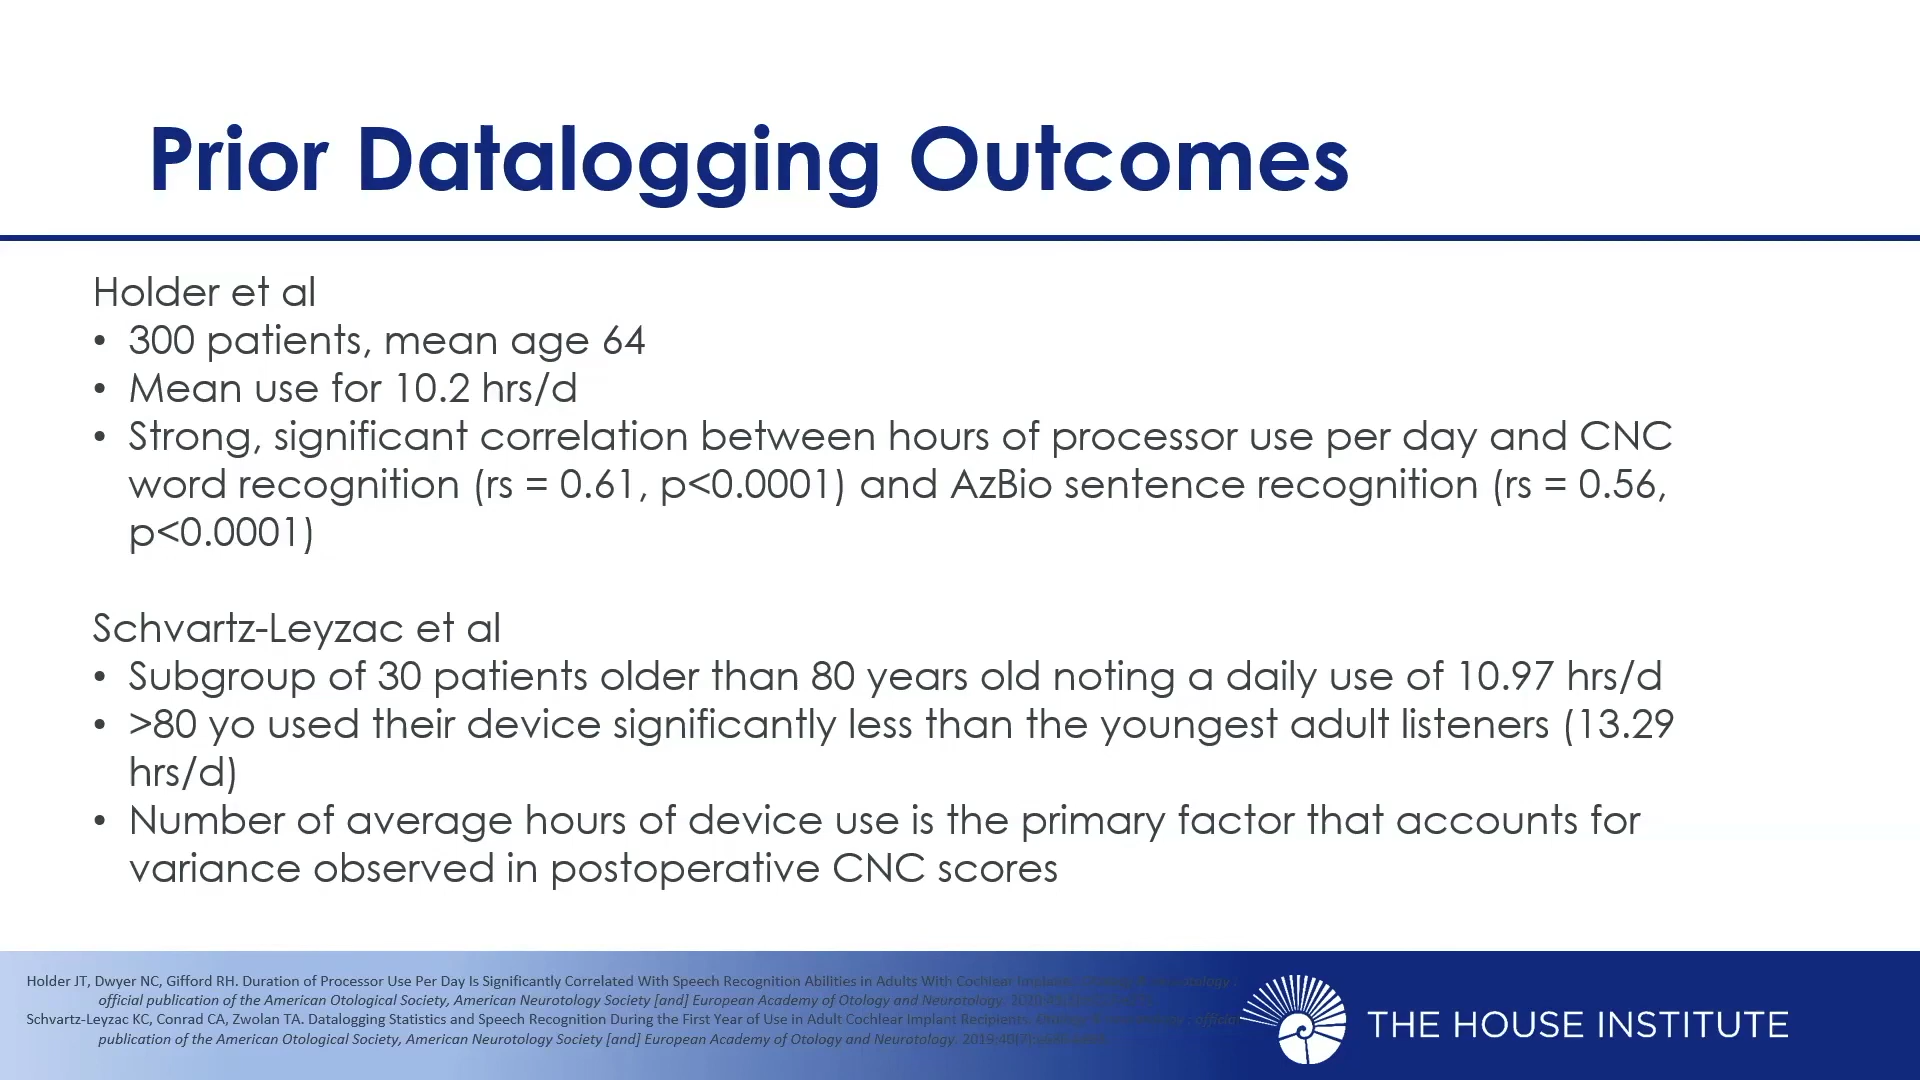 Prior Datalogging Outcomes
Holder et al
• 300 patients, mean age 64
• Mean use for 10.2 hrs/d
• Strong, significant correlation between hours of processor use per day and CNC
word recognition (rs = 0.61, p<0.0001) and AzBio sentence recognition (rs = 0.56,
p<0.0001)
Schvartz-Leyzac et al
• Subgroup of 30 patients older than 80 years old noting a daily use of 10.97 hrs/d
• >80 yo used their device significantly less than the youngest adult listeners (13.29
hrs/d)
• Number of average hours of device use is the primary factor that accounts for
variance observed in postoperative CNC scores
Holder JT, Dwyer NC, Gifford RH. Duration of Processor Use Per Day Is Significantly Correlated With Speech Recognition Abilities in Adults With Cochlear Implants.
official publication of the American Otological Society, American Neurotology Society [and] European Academy of Otology and Neurotology.
Schvartz-Leyzac KC, Conrad CA, Zwolan TA. Datalogging Statistics and Speech Recognition During the First Year of Use in Adult Cochlear Implant Recipients.
publication of the American Otological Society, American Neurotology Society [and] European Academy of Otology and Neurotology.
THE HOUSE INSTITUTE